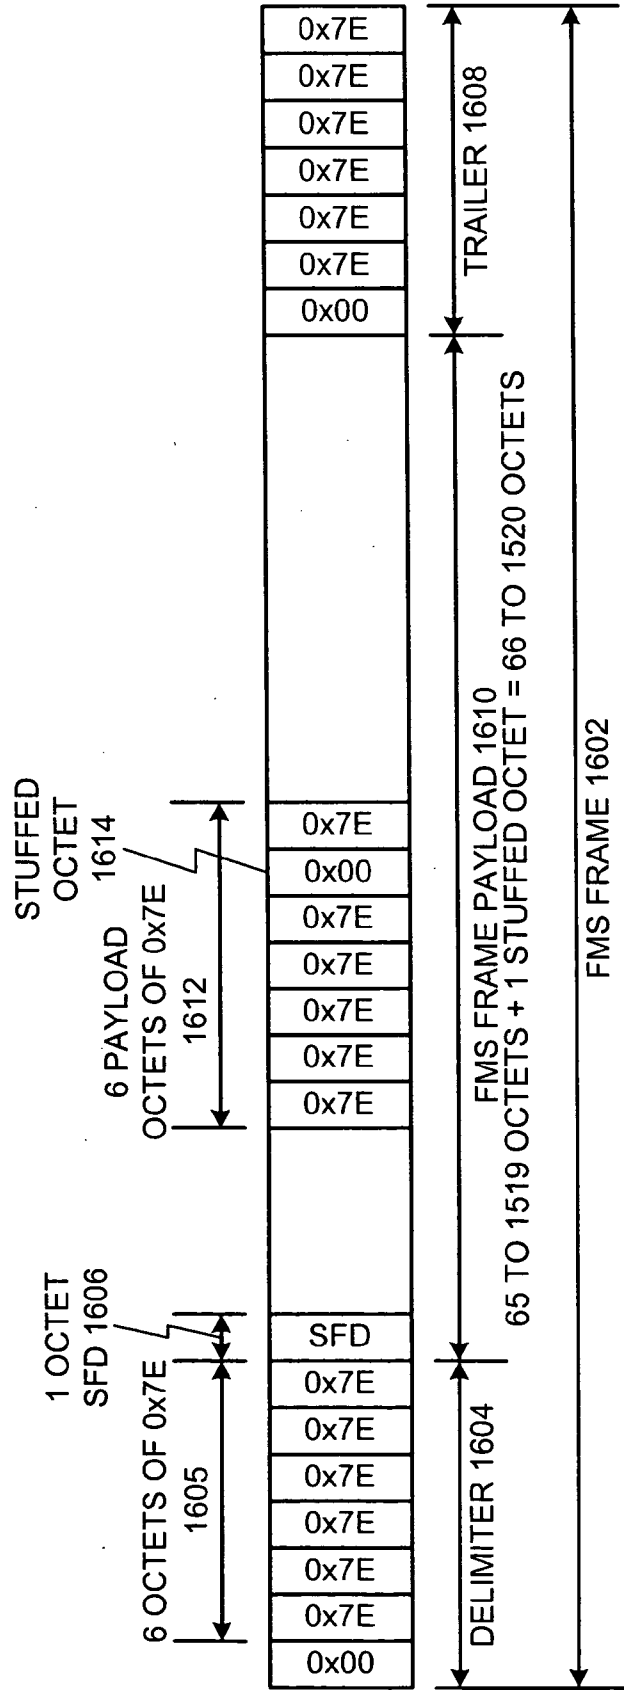 0x7E
0x7E
0x7E
0x7E
0x7E
0x7E
0x00
TRAILER 1608
STUFFED
OCTET
1614
6 PAYLOAD
OCTETS OF 0x7E
1612
0x7E
0x00
0x7E
0x7E
0x7E
0x7E
0x7E
FMS FRAME PAYLOAD 1610
65 TO 1519 OCTETS + 1 STUFFED OCTET = 66 TO 1520 OCTETS
FMS FRAME 1602
1 OCTET
SFD 1606
SFD
6 OCTETS OF 0x7E
1605
0x7E
0x7E
0x7E
0x7E
0x7E
0x7E
0x00
DELIMITER 1604